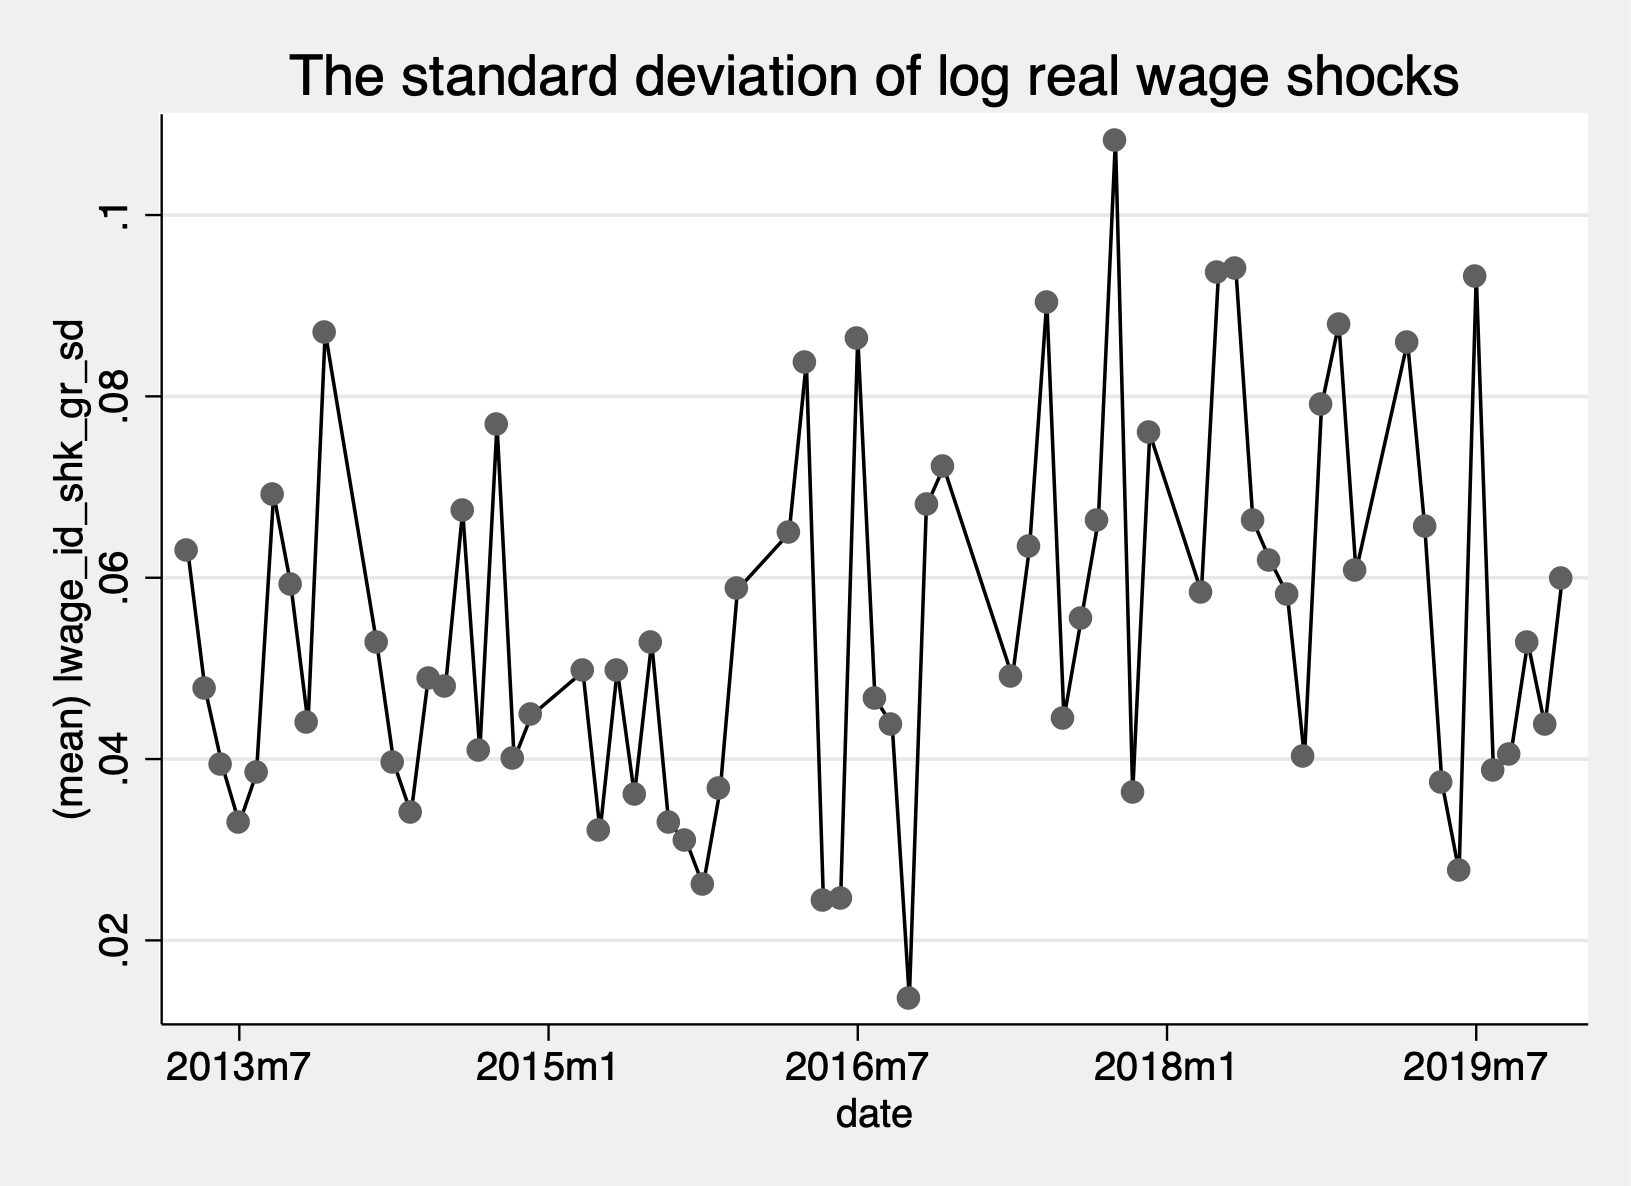 The standard deviation of log real wage shocks
(mean) lwage_id_shk_gr_sd
.1
.08
.06
.04
.02
2013m7 2015m1 2016m7 2018m1 2019m7
date